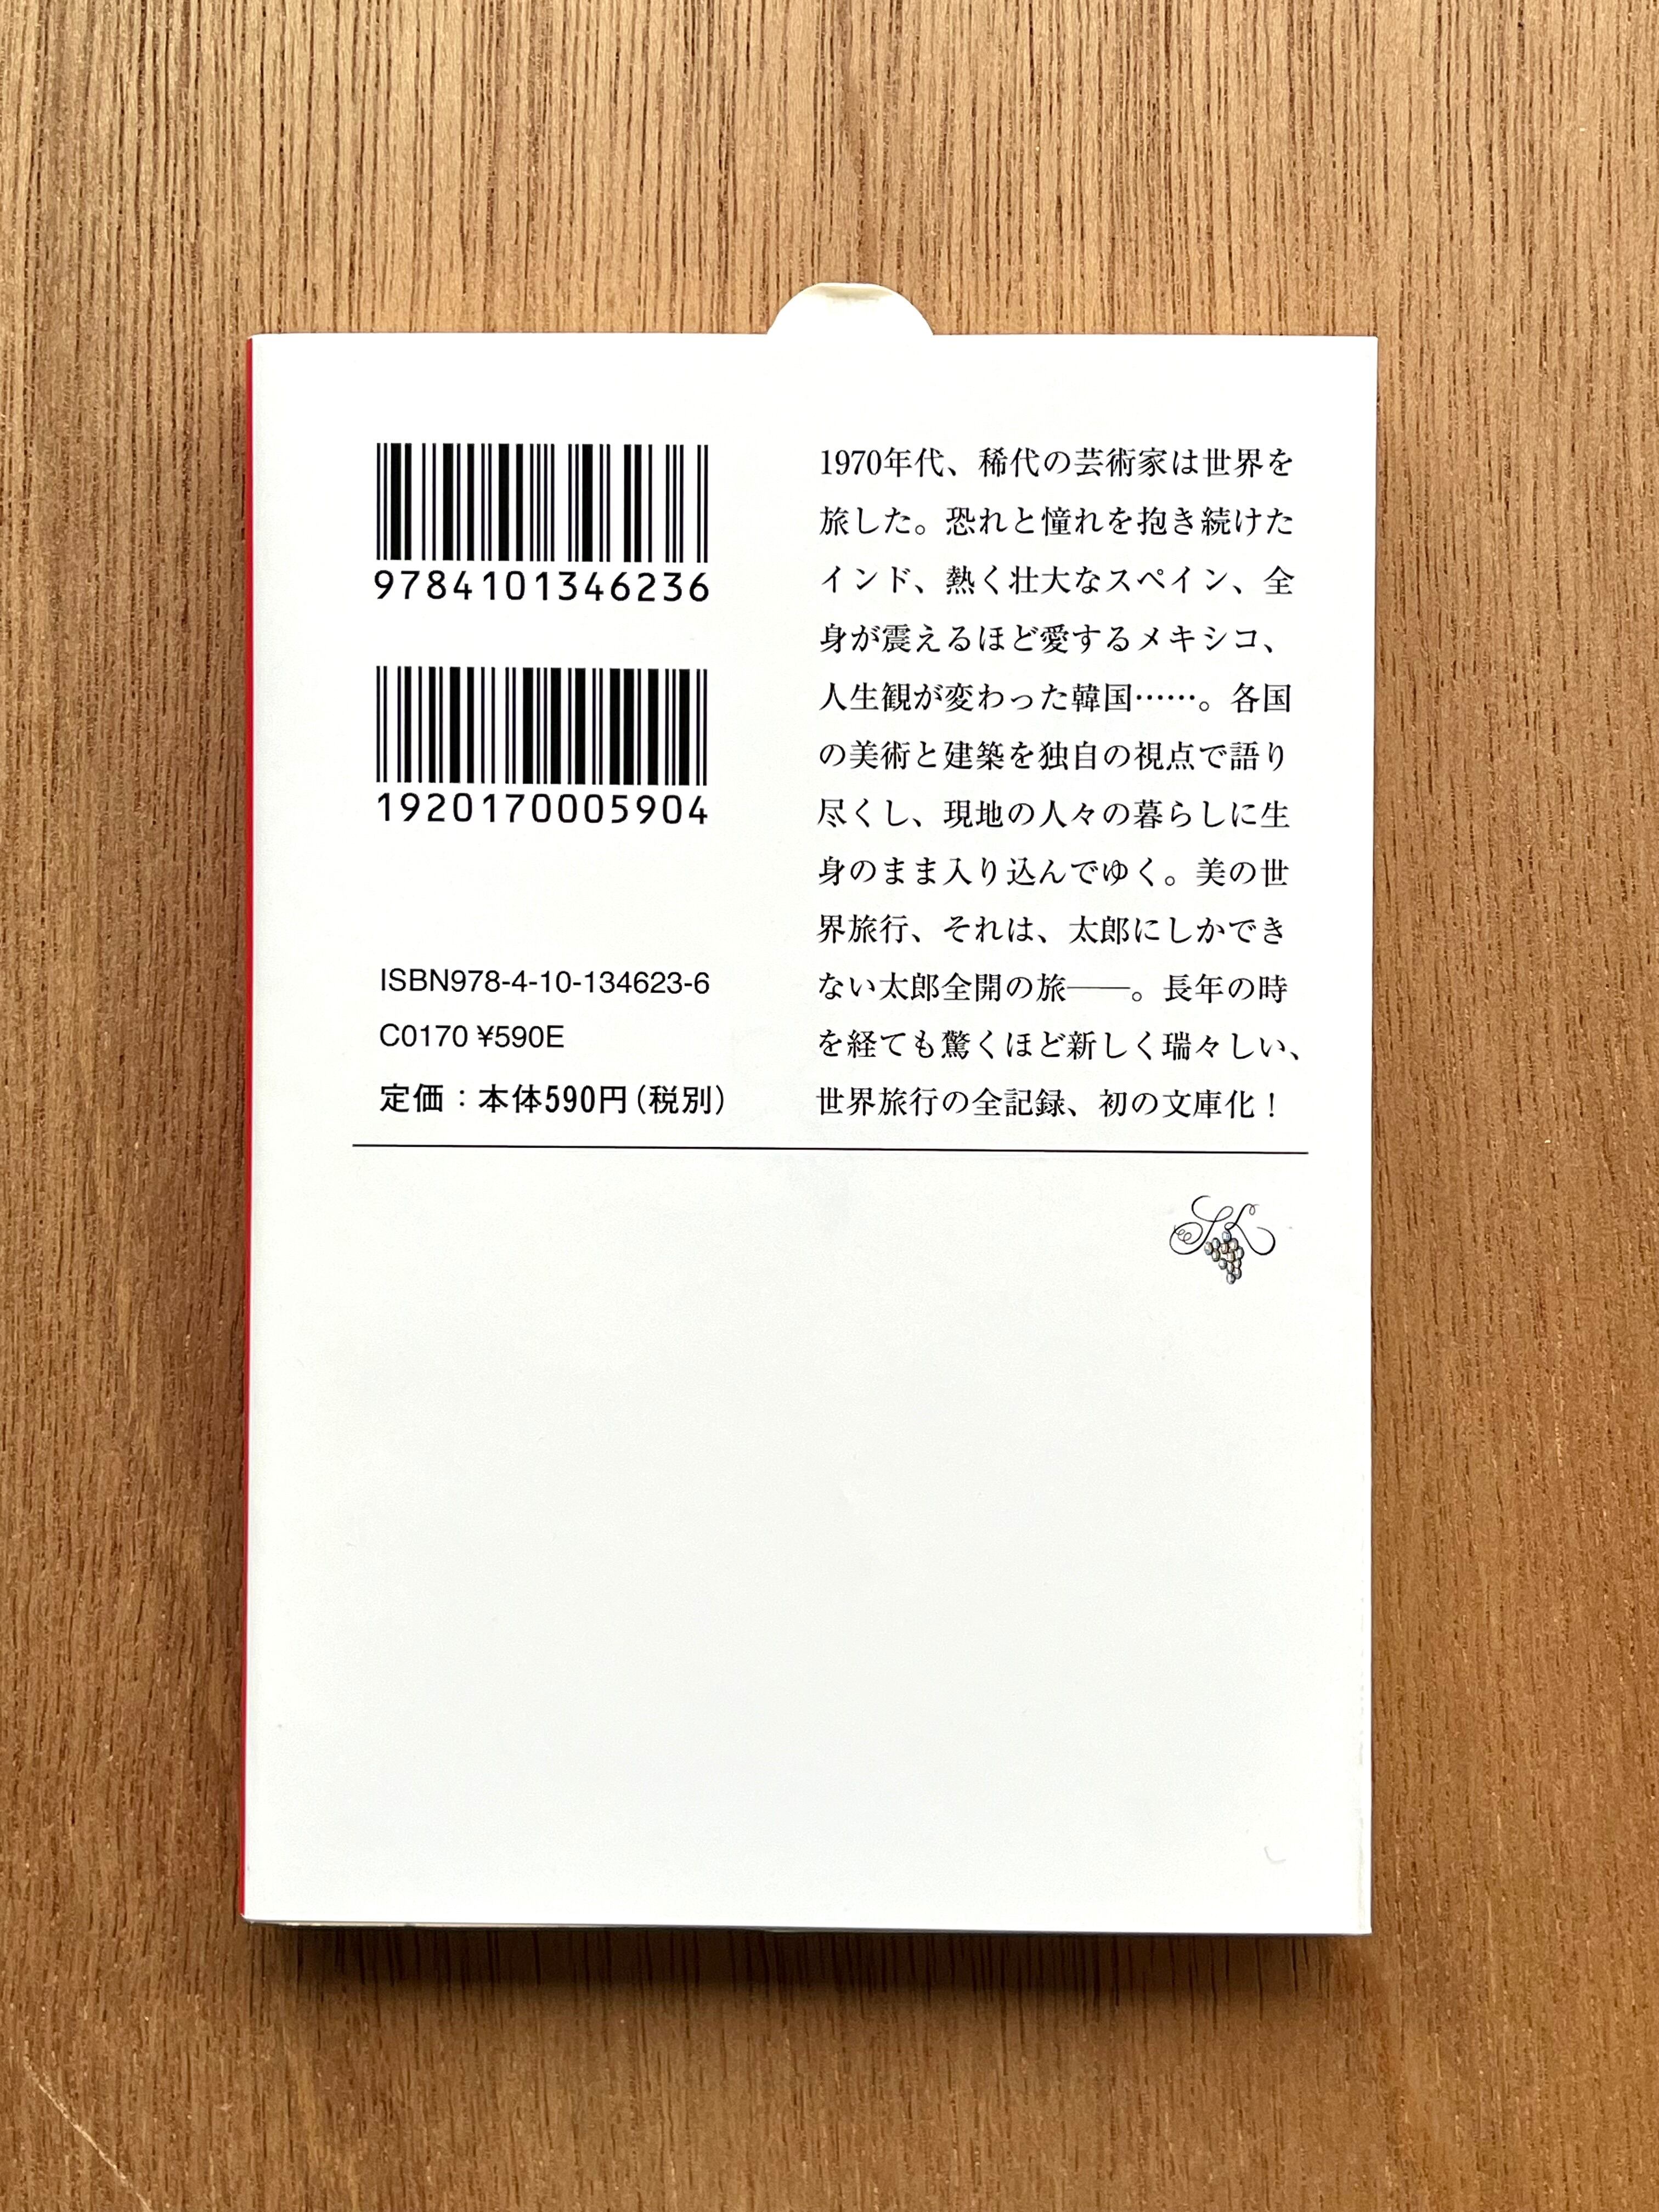 9784101346236
1920170005904
ISBN978-4-10-134623-6
C0170 ¥590E
定価：本体590円（税別）
1970年代、稀代の芸術家は世界を
旅した。恐れと憧れを抱き続けた
インド、熱く壮大なスペイン、全
身が震えるほど愛するメキシコ、
人生観が変わった韓国……。各国
の美術と建築を独自の視点で語り
尽くし、現地の人々の暮らしに生
身のまま入り込んでゆく。美の世
界旅行、それは、太郎にしかでき
ない太郎全開の旅――。長年の時
を経ても驚くほど新しく瑞々しい、
世界旅行の全記録、初の文庫化！
SK